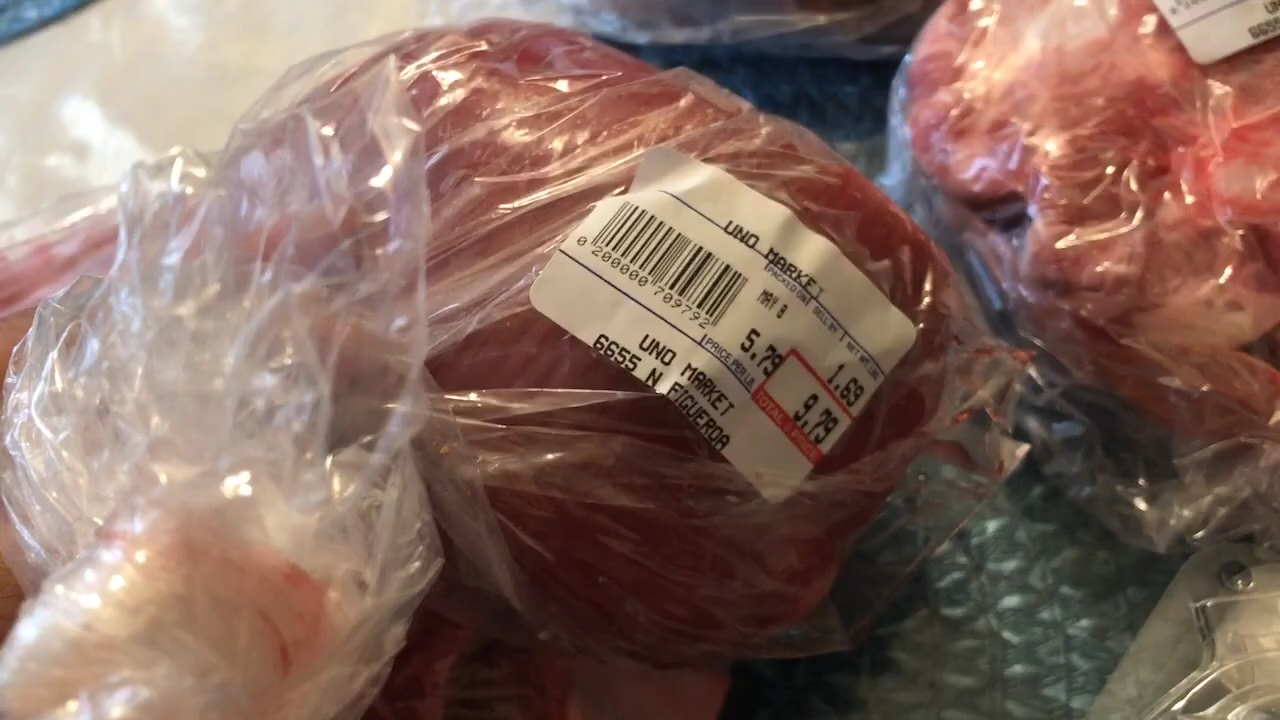 UNO MARKET
PACKED ON SELL BY NET WT. LB.
MAY 8
1.69
0 200000 709792
5.79
PRICE PER LB.
9.79
TOTAL PRICE
UNO MARKET
6655 N FIGUEROA
6655